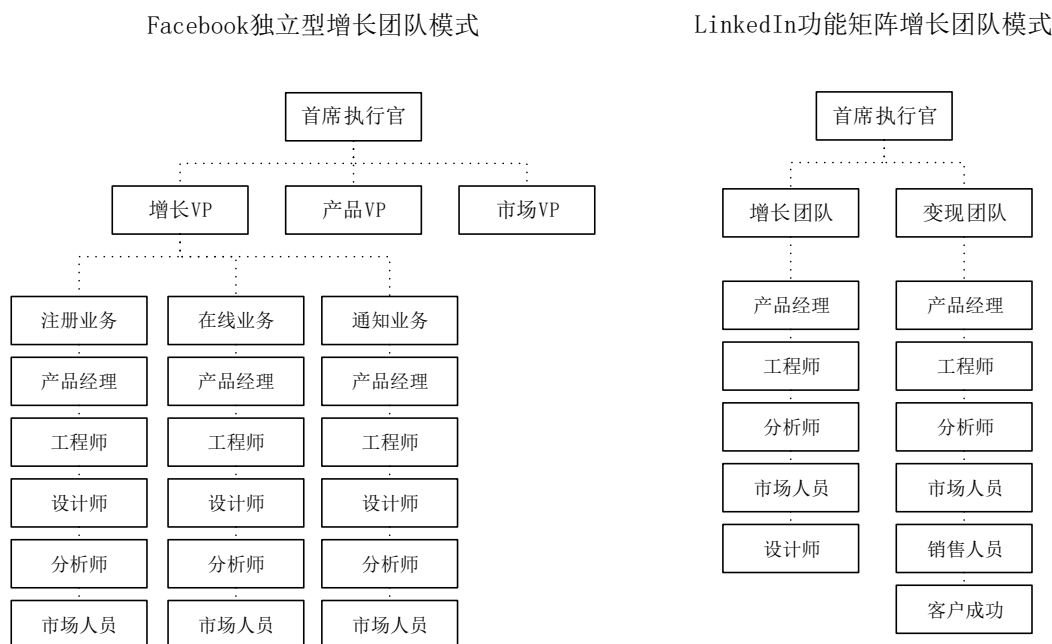 Facebook独立型增长团队模式
首席执行官
增长VP
产品VP
市场VP
注册业务
在线业务
通知业务
产品经理
产品经理
产品经理
工程师
工程师
工程师
设计师
设计师
设计师
分析师
分析师
分析师
市场人员
市场人员
市场人员
LinkedIn功能矩阵增长团队模式
首席执行官
增长团队
变现团队
产品经理
产品经理
工程师
工程师
分析师
分析师
市场人员
市场人员
设计师
销售人员
客户成功